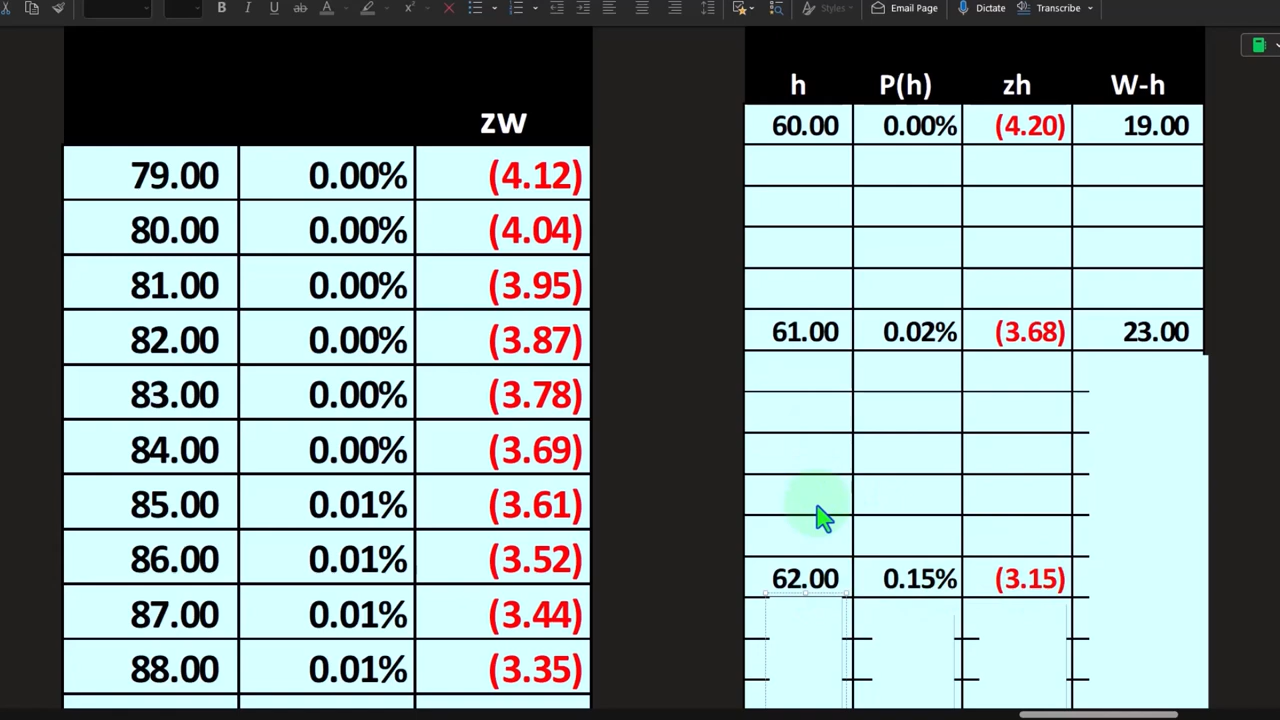 B I U ab A x
Styles Email Page Dictate Transcribe
zw
79.00 0.00% (4.12)
80.00 0.00% (4.04)
81.00 0.00% (3.95)
82.00 0.00% (3.87)
83.00 0.00% (3.78)
84.00 0.00% (3.69)
85.00 0.01% (3.61)
86.00 0.01% (3.52)
87.00 0.01% (3.44)
88.00 0.01% (3.35)
h P(h) zh W-h
60.00 0.00% (4.20) 19.00
61.00 0.02% (3.68) 23.00
62.00 0.15% (3.15)